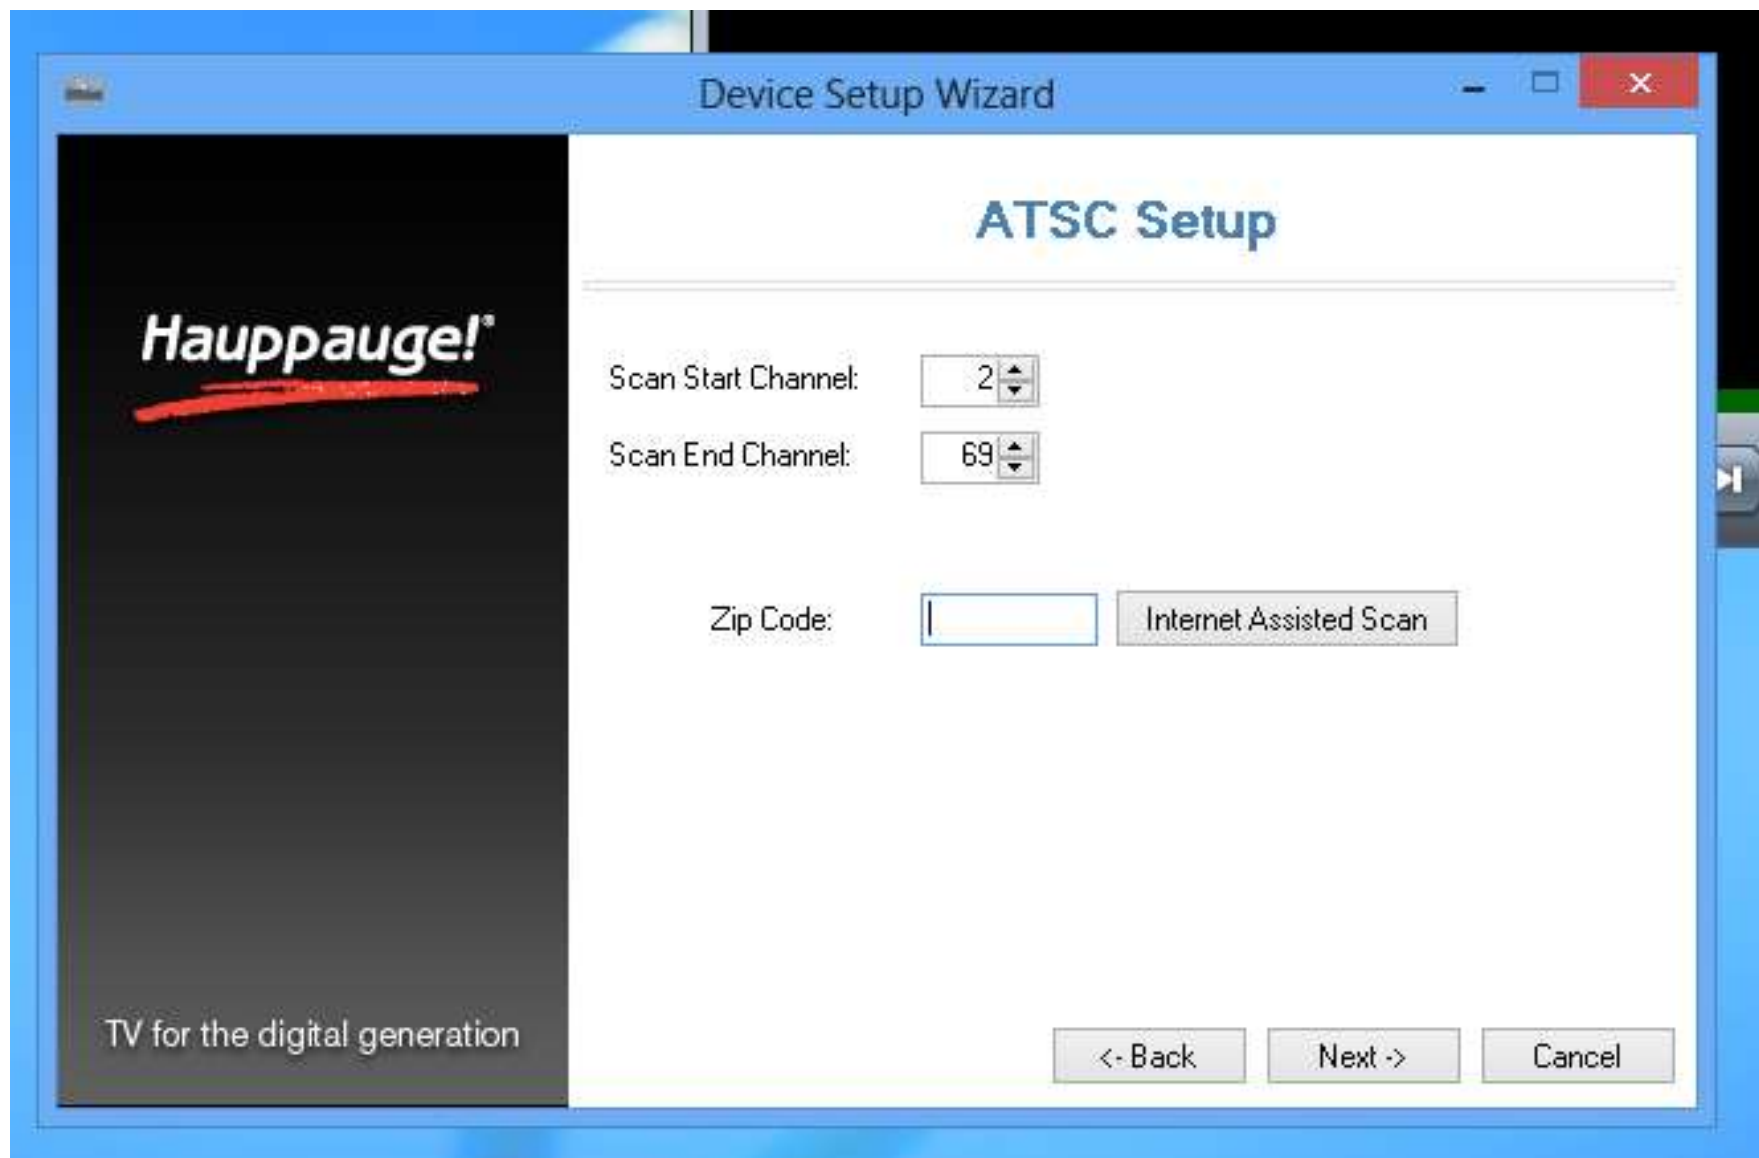 Device Setup Wizard
Hauppauge!®
TV for the digital generation
ATSC Setup
Scan Start Channel: 2
Scan End Channel: 69
Zip Code: Internet Assisted Scan
<- Back Next -> Cancel